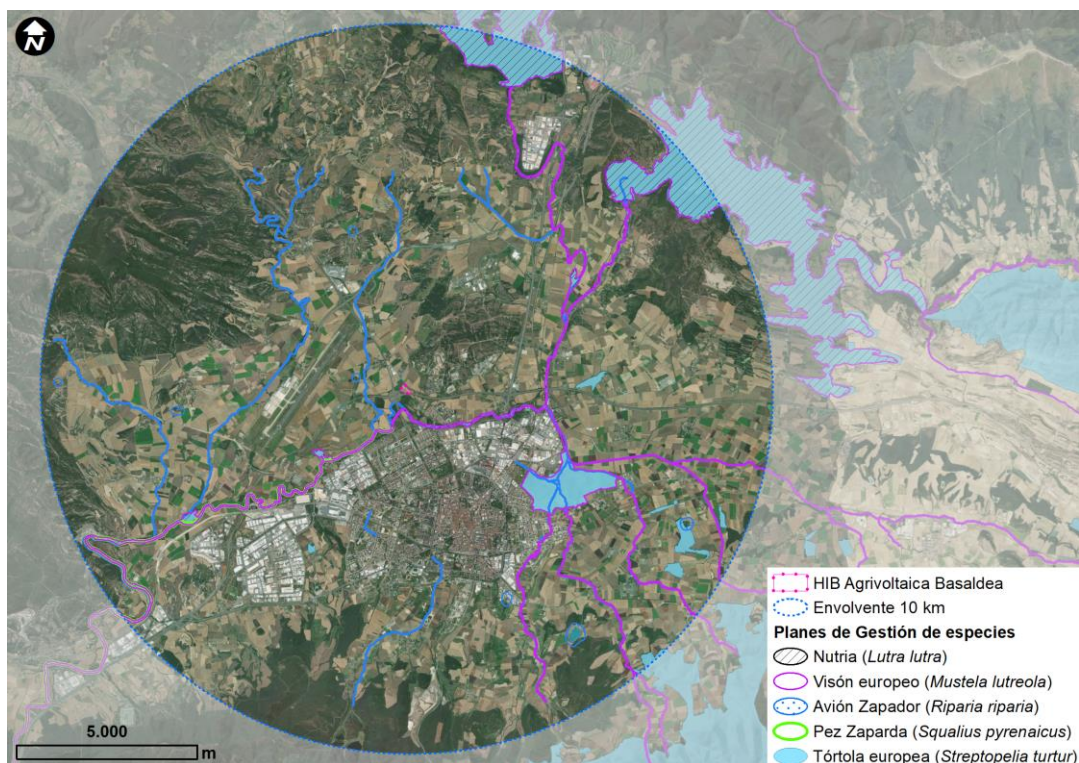 N
HIB Agrivoltaica Basaldea
Envolvente 10 km
Planes de Gestión de especies
Nutria (Lutra lutra)
Visón europeo (Mustela lutreola)
Avión Zapador (Riparia riparia)
Pez Zaparda (Squalius pyrenaicus)
Tórtola europea (Streptopelia turtur)
5.000
m